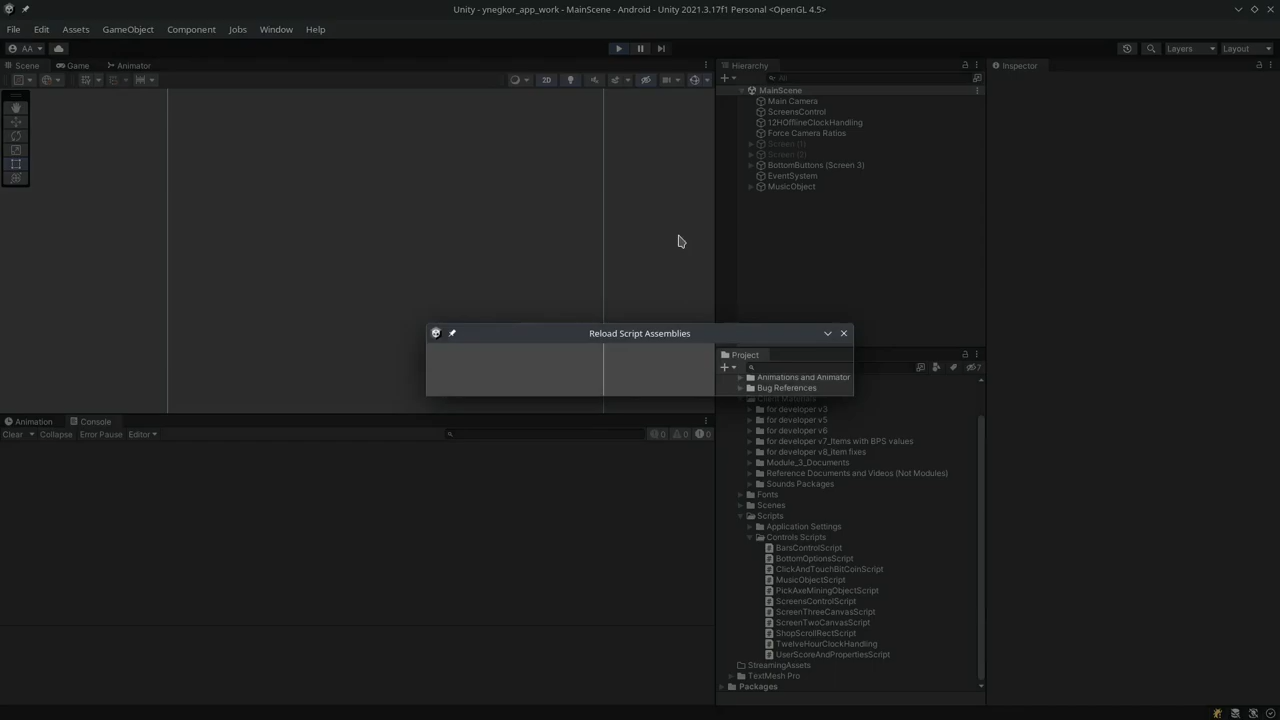 Unity - ynegkor_app_work - MainScene - Android - Unity 2021.3.17f1 Personal <OpenGL 4.5>
File Edit Assets GameObject Component Jobs Window Help
AA Layers Layout
Scene Game Animator
2D
Hierarchy
All
MainScene
Main Camera
ScreensControl
12HOfflineClockHandling
Force Camera Ratios
Screen (1)
Screen (2)
BottomButtons (Screen 3)
EventSystem
MusicObject
Inspector
Reload Script Assemblies
Project
7
Animations and Animator
Bug References
Client Materials
for developer v3
for developer v5
for developer v6
for developer v7_Items with BPS values
for developer v8_item fixes
Module_3_Documents
Reference Documents and Videos (Not Modules)
Sounds Packages
Fonts
Scenes
Scripts
Application Settings
Controls Scripts
BarsControlScript
BottomOptionsScript
ClickAndTouchBitCoinScript
MusicObjectScript
PickAxeMiningObjectScript
ScreensControlScript
ScreenThreeCanvasScript
ScreenTwoCanvasScript
ShopScrollRectScript
TwelveHourClockHandling
UserScoreAndPropertiesScript
StreamingAssets
TextMesh Pro
Packages
Animation Console
Clear Collapse Error Pause Editor 0 0 0